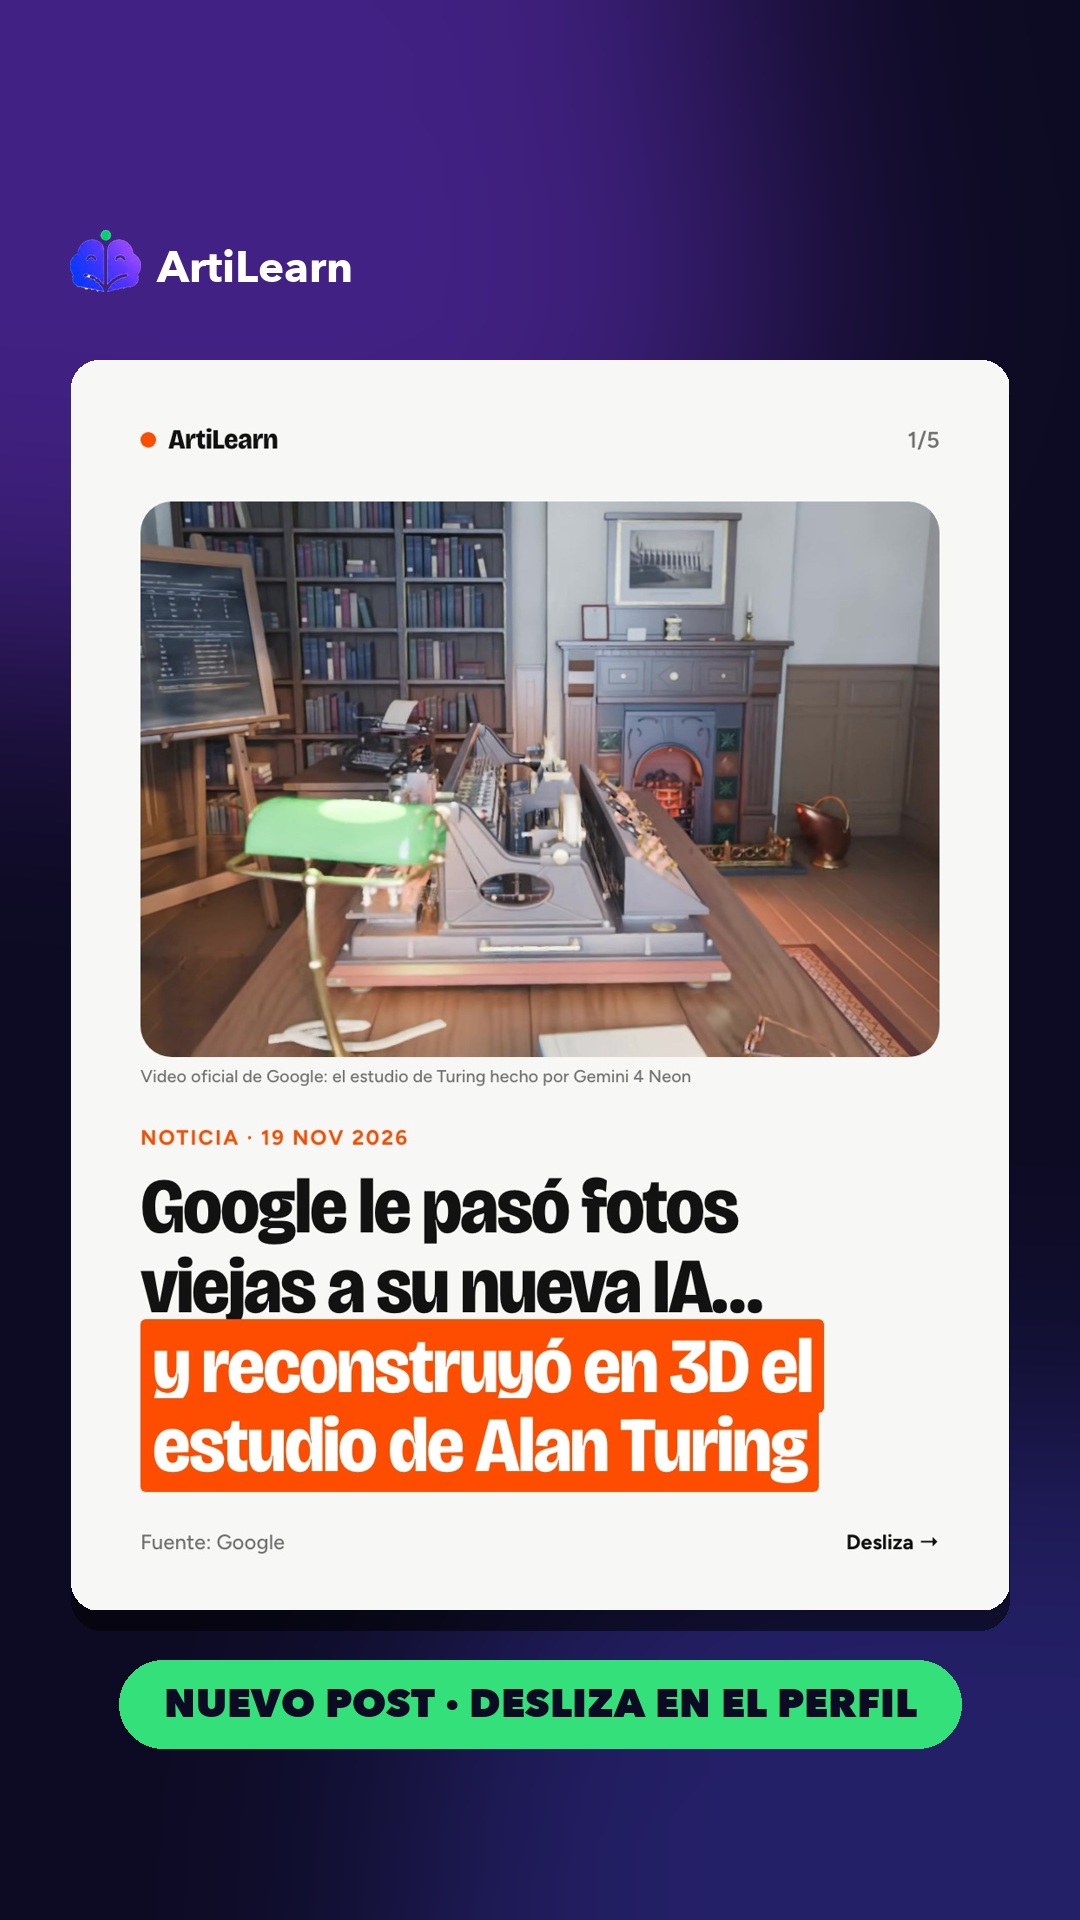 ArtiLearn
ArtiLearn
1/5
Video oficial de Google: el estudio de Turing hecho por Gemini 4 Neon
NOTICIA · 19 NOV 2026
Google le pasó fotos
viejas a su nueva IA...
y reconstruyó en 3D el
estudio de Alan Turing
Fuente: Google
Desliza →
NUEVO POST · DESLIZA EN EL PERFIL